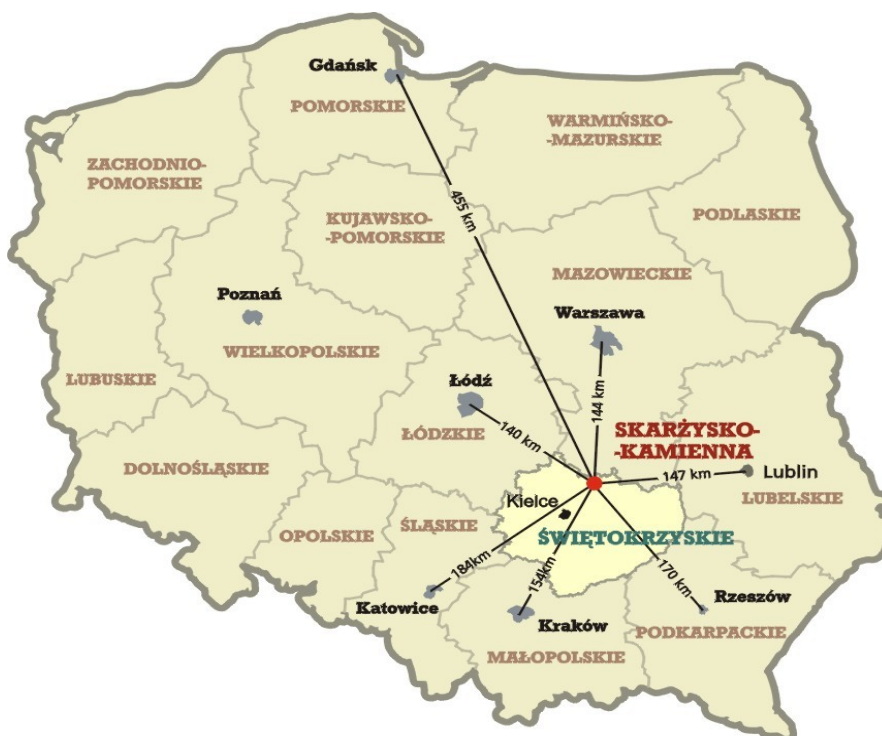 Gdańsk
POMORSKIE
WARMIŃSKO-
-MAZURSKIE
ZACHODNIO-
POMORSKIE
455 km
PODLASKIE
KUJAWSKO-
-POMORSKIE
MAZOWIECKIE
Poznań
Warszawa
WIELKOPOLSKIE
LUBUSKIE
Łódź
144 km
140 km
ŁÓDZKIE
SKARŻYSKO-
-KAMIENNA
DOLNOŚLĄSKIE
147 km
Lublin
LUBELSKIE
Kielce
ŚLĄSKIE
OPOLSKIE
ŚWIĘTOKRZYSKIE
184km
154km
170 km
Katowice
Rzeszów
Kraków
PODKARPACKIE
MAŁOPOLSKIE